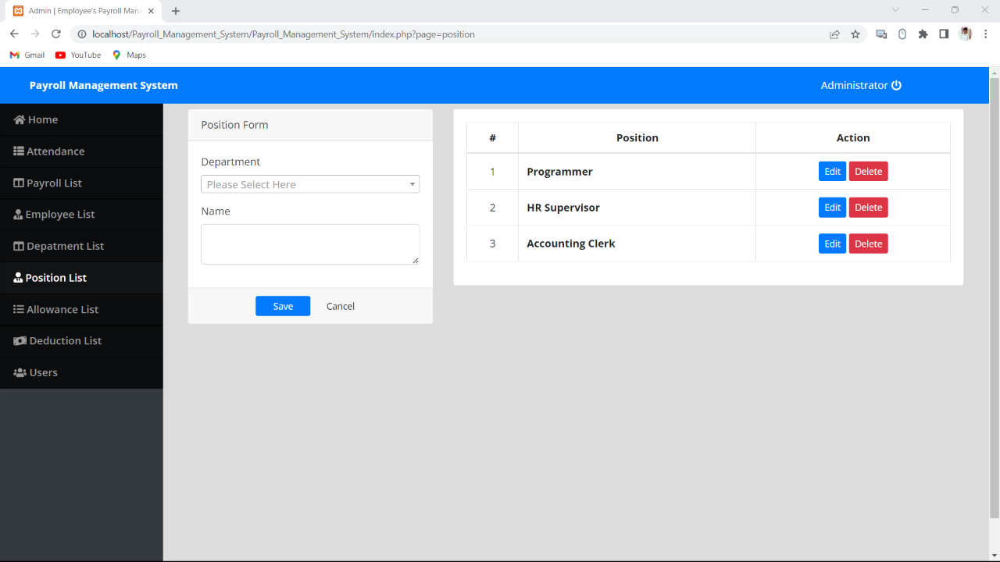 Admin | Employee's Payroll Mana
localhost/Payroll_Management_System/Payroll_Management_System/index.php?page=position
Gmail
YouTube
Maps
Payroll Management System
Administrator
Home
Attendance
Payroll List
Employee List
Depatment List
Position List
Allowance List
Deduction List
Users
Position Form
Department
Please Select Here
Name
Save Cancel
# Position Action
1 Programmer Edit Delete
2 HR Supervisor Edit Delete
3 Accounting Clerk Edit Delete